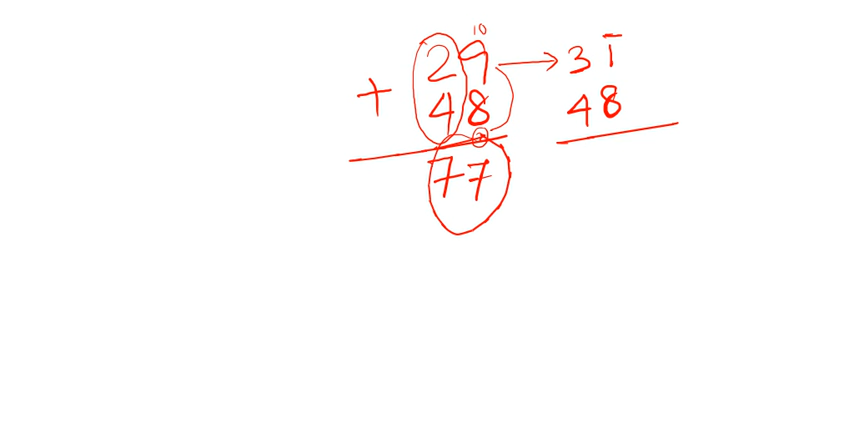 10
29 → 31̄
+ 48 48
77